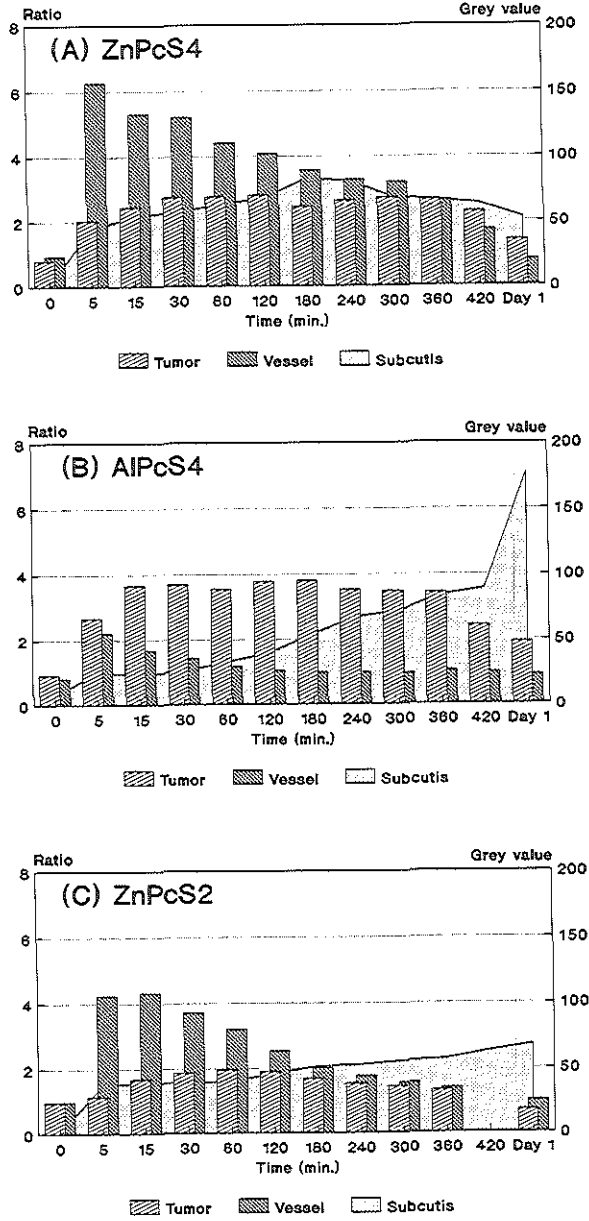 Ratio Grey value
(A) ZnPcS4
8 200
6 150
4 100
2 50
0 0
0 5 15 30 60 120 180 240 300 360 420 Day 1
Time (min.)
Tumor Vessel Subcutis
Ratio Grey value
(B) AlPcS4
8 200
6 150
4 100
2 50
0 0
0 5 15 30 60 120 180 240 300 360 420 Day 1
Time (min.)
Tumor Vessel Subcutis
Ratio Grey value
(C) ZnPcS2
8 200
6 150
4 100
2 50
0 0
0 5 15 30 60 120 180 240 300 360 420 Day 1
Time (min.)
Tumor Vessel Subcutis